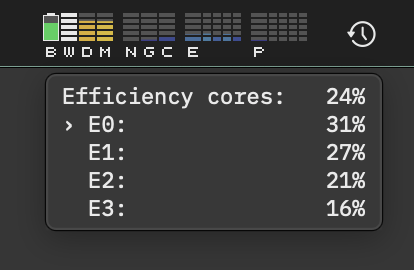 B W D M N G C E P
Efficiency cores: 24%
› E0: 31%
E1: 27%
E2: 21%
E3: 16%